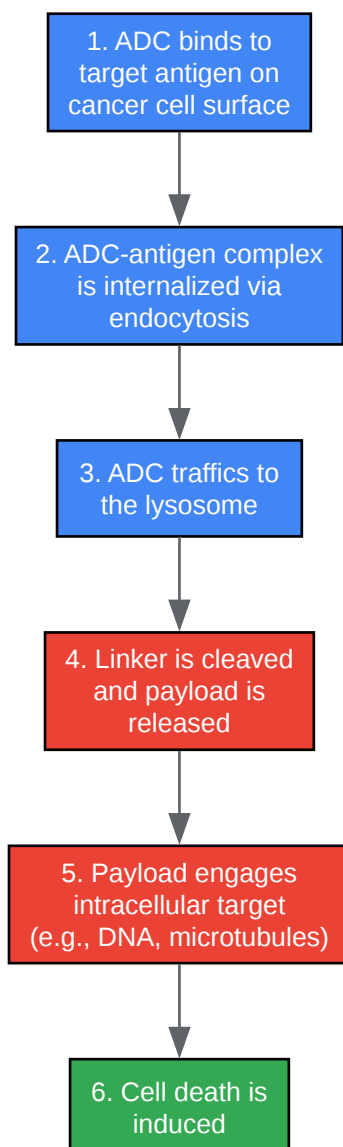 1. ADC binds to
target antigen on
cancer cell surface
2. ADC-antigen complex
is internalized via
endocytosis
3. ADC traffics to
the lysosome
4. Linker is cleaved
and payload is
released
5. Payload engages
intracellular target
(e.g., DNA, microtubules)
6. Cell death is
induced